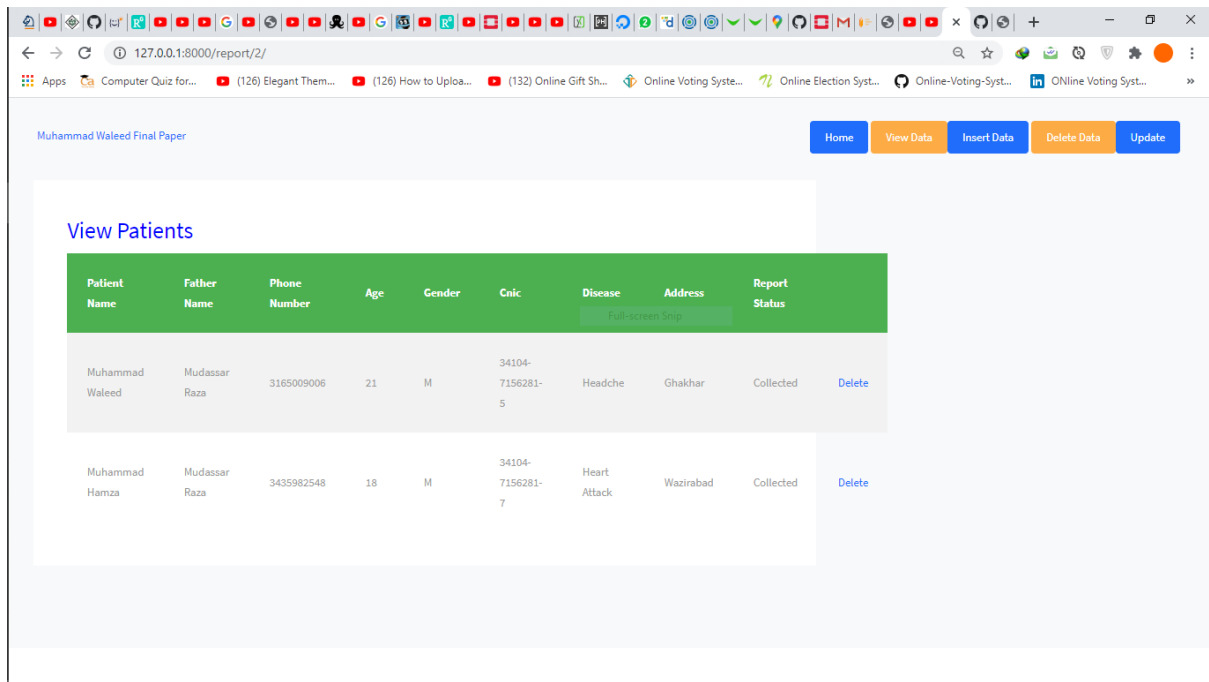 127.0.0.1:8000/report/2/
Apps
Computer Quiz for...
(126) Elegant Them...
(126) How to Uploa...
(132) Online Gift Sh...
Online Voting Syste...
Online Election Syst...
Online-Voting-Syst...
ONline Voting Syst...
»
Muhammad Waleed Final Paper
Home
View Data
Insert Data
Delete Data
Update
View Patients
Patient
Name
Father
Name
Phone
Number
Age
Gender
Cnic
Disease
Address
Report
Status
Full-screen Snip
Muhammad
Waleed
Mudassar
Raza
3165009006
21
M
34104-
7156281-
5
Headche
Ghakhar
Collected
Delete
Muhammad
Hamza
Mudassar
Raza
3435982548
18
M
34104-
7156281-
7
Heart
Attack
Wazirabad
Collected
Delete